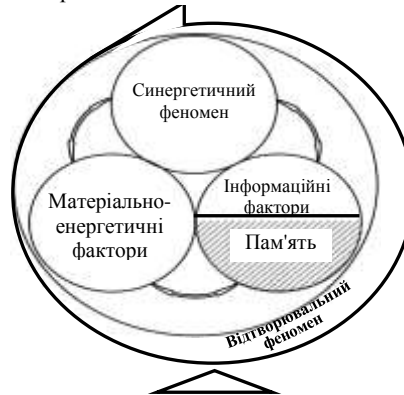 Синергетичний
феномен
Матеріально-
енергетичні
фактори
Інформаційні
фактори
Пам'ять
Відтворювальний
феномен